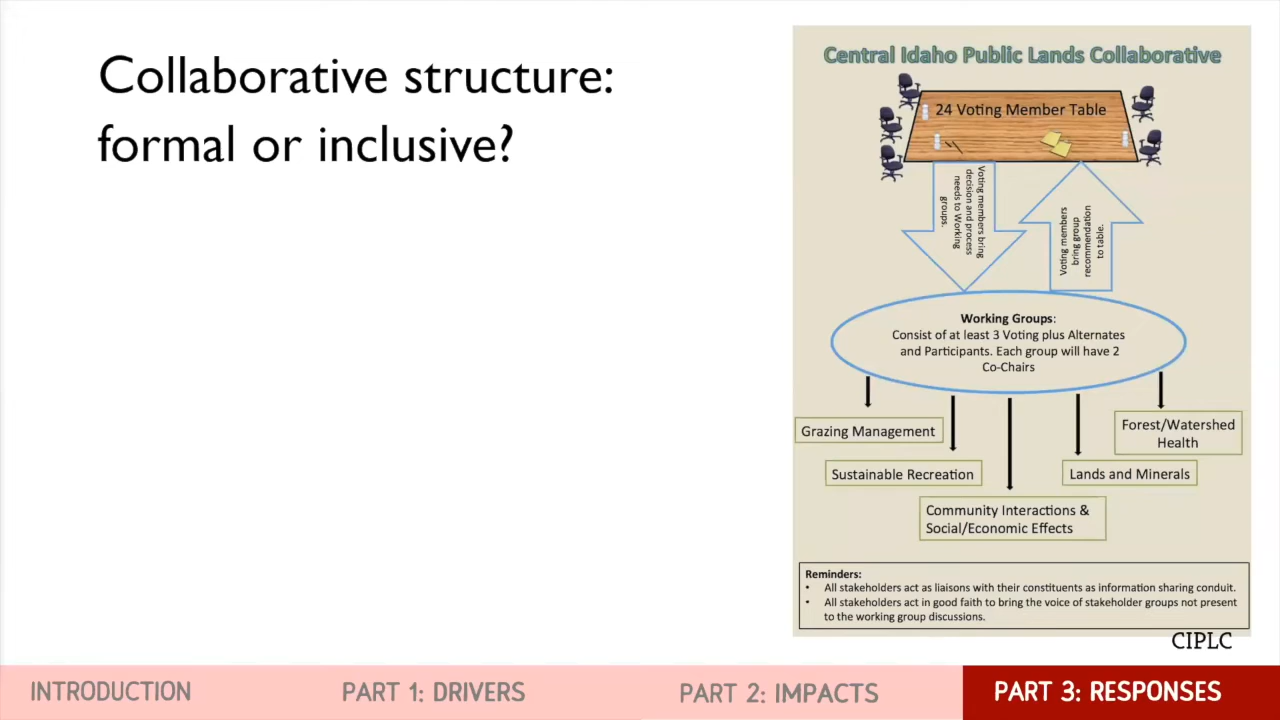 Collaborative structure:
formal or inclusive?
Central Idaho Public Lands Collaborative
24 Voting Member Table
Voting members bring
decision and process
needs to Working
groups.
Voting members
bring group
recommendation
to table.
Working Groups:
Consist of at least 3 Voting plus Alternates
and Participants. Each group will have 2
Co-Chairs
Grazing Management
Forest/Watershed
Health
Sustainable Recreation
Lands and Minerals
Community Interactions &
Social/Economic Effects
Reminders:
• All stakeholders act as liaisons with their constituents as information sharing conduit.
• All stakeholders act in good faith to bring the voice of stakeholder groups not present
to the working group discussions.
CIPLC
INTRODUCTION
PART 1: DRIVERS
PART 2: IMPACTS
PART 3: RESPONSES